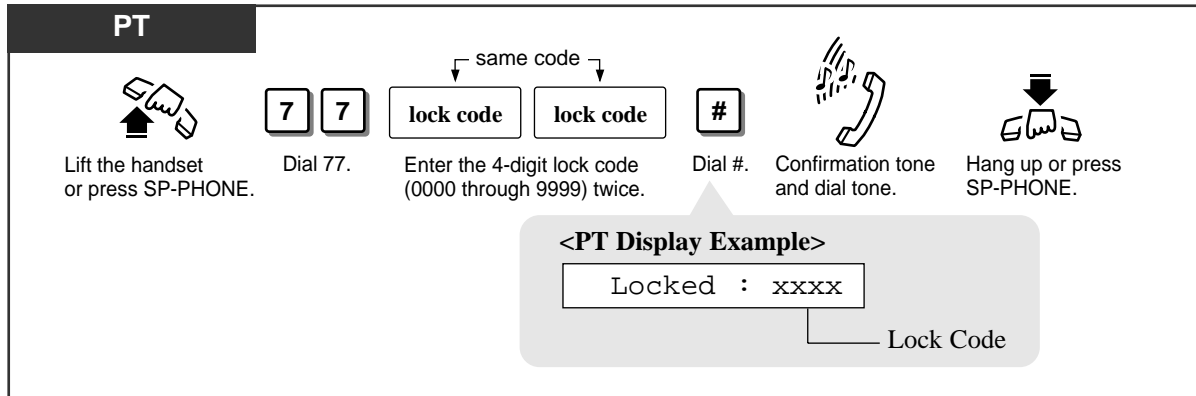 PT
same code
7 7 lock code lock code #
Lift the handset
or press SP-PHONE.
Dial 77.
Enter the 4-digit lock code
(0000 through 9999) twice.
Dial #.
Confirmation tone
and dial tone.
Hang up or press
SP-PHONE.
<PT Display Example>
Locked : xxxx
Lock Code